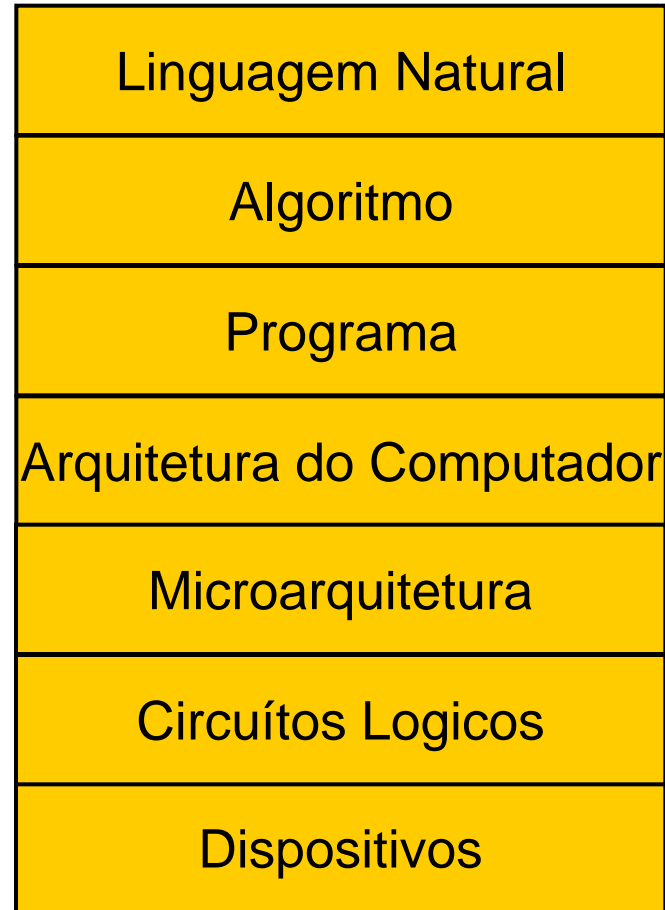 Linguagem Natural
Algoritmo
Programa
Arquitetura do Computador
Microarquitetura
Circuítos Logicos
Dispositivos